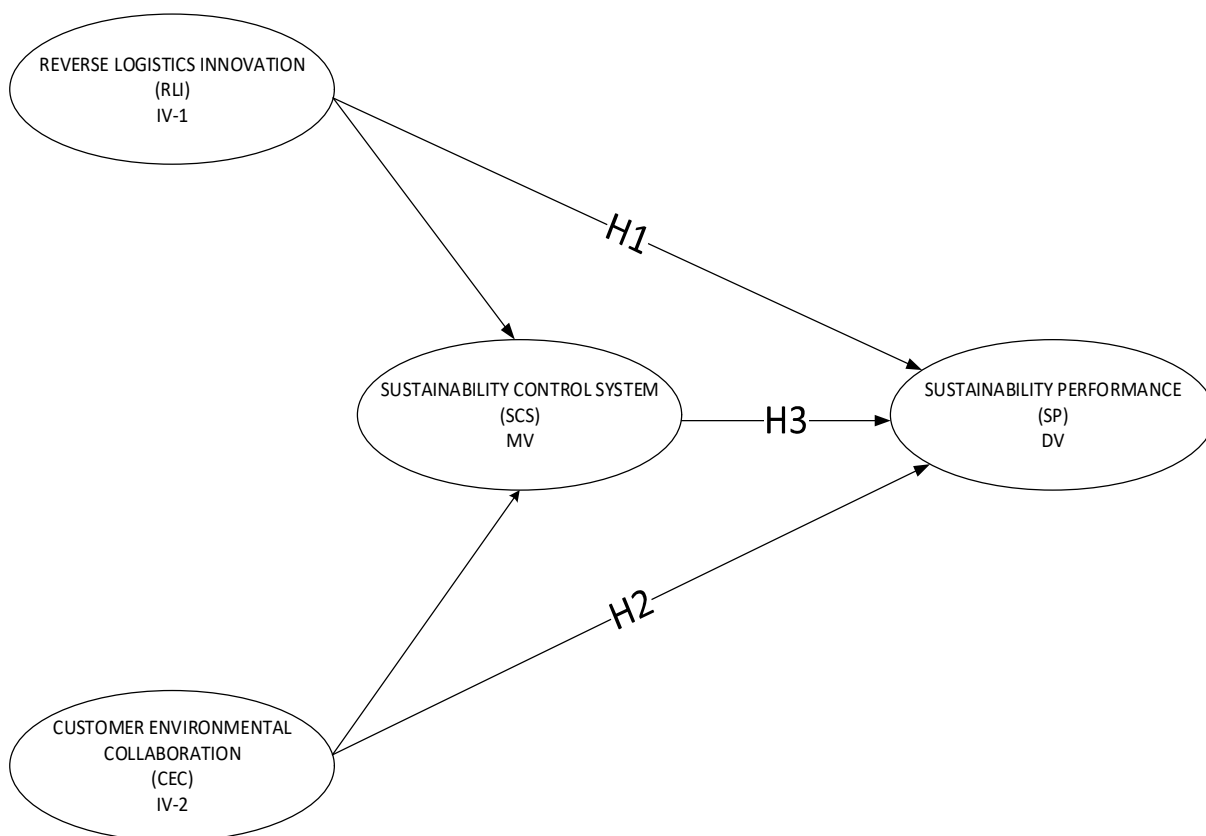 REVERSE LOGISTICS INNOVATION
(RLI)
IV-1
H1
SUSTAINABILITY CONTROL SYSTEM
(SCS)
MV
H3
SUSTAINABILITY PERFORMANCE
(SP)
DV
H2
CUSTOMER ENVIRONMENTAL
COLLABORATION
(CEC)
IV-2